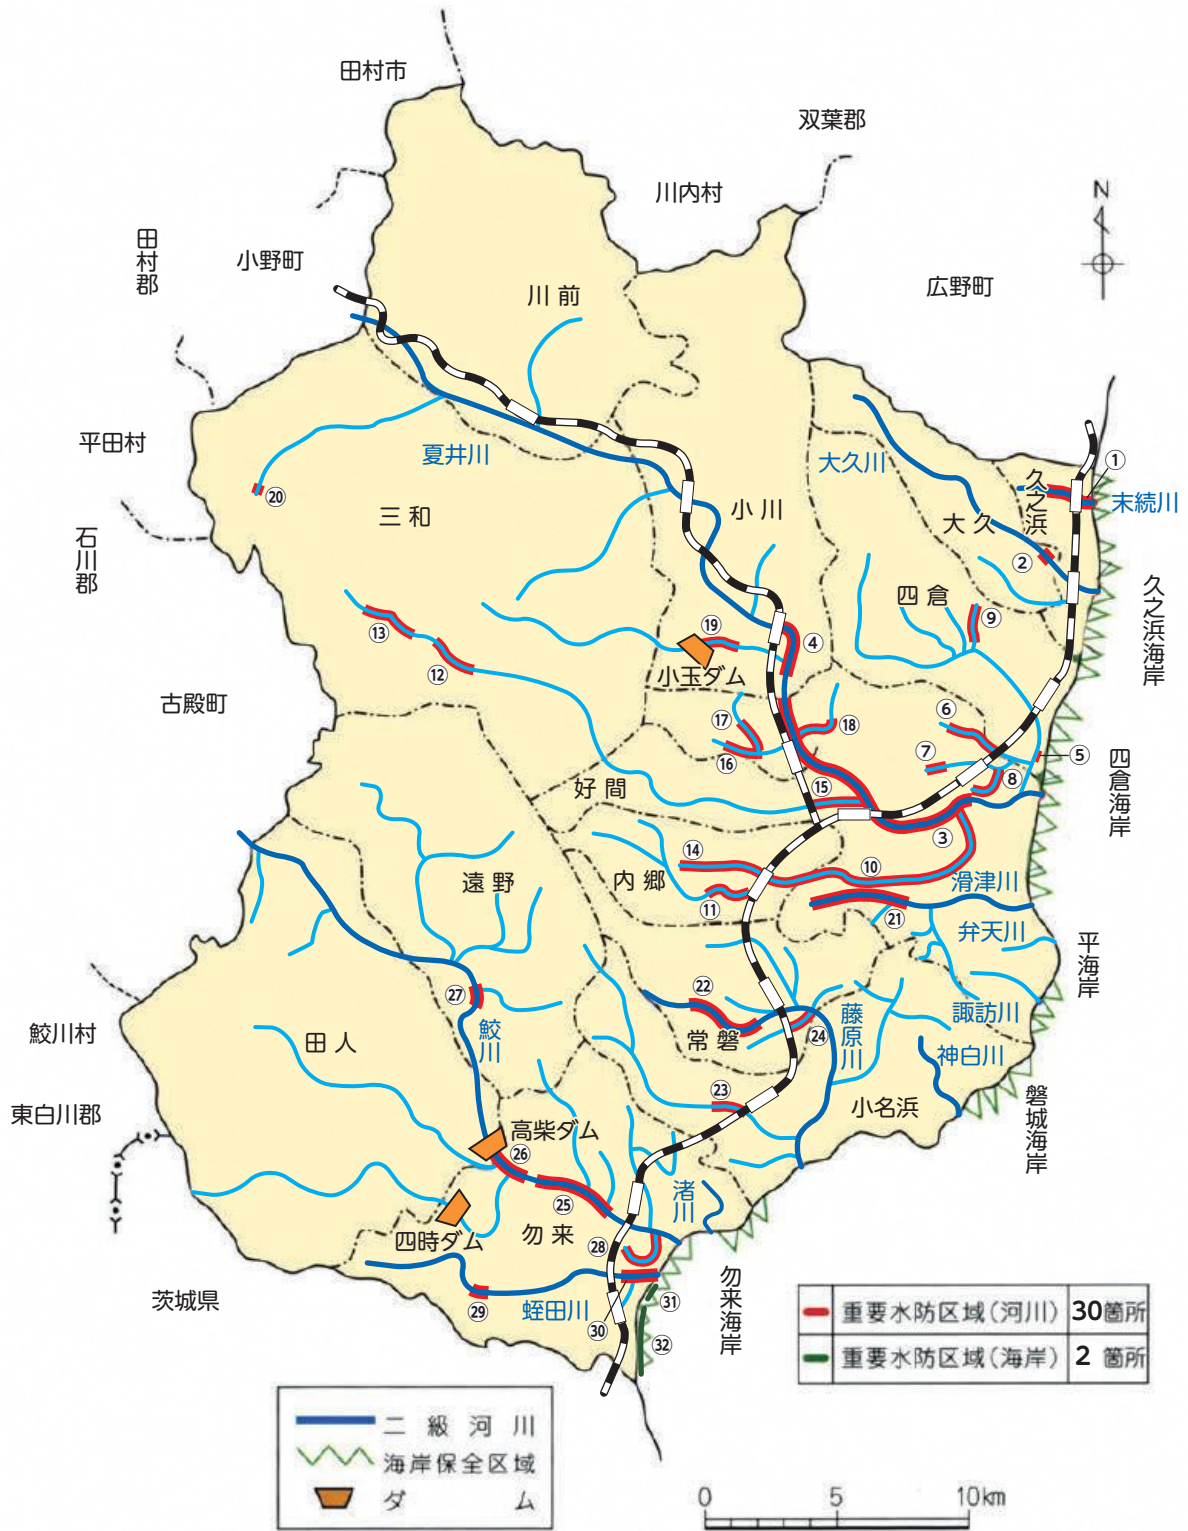 田村市
双葉郡
川内村
N
田村郡
小野町
広野町
川前
平田村
夏井川
大久川
①
久之浜
末続川
⑳
三和
小川
大久
石川郡
②
四倉
久之浜海岸
⑨
⑬
⑲
④
⑫
小玉ダム
古殿町
⑰
⑱
⑥
⑤
⑯
⑦
⑧
四倉海岸
好間
⑮
③
⑭
⑩
遠野
内郷
滑津川
⑪
㉑
弁天川
平海岸
㉗
㉒
鮫川
諏訪川
鮫川村
田人
常磐
㉔
藤原川
神白川
㉓
小名浜
磐城海岸
東白川郡
高柴ダム
㉖
渚川
㉕
四時ダム
勿来
㉘
勿来海岸
茨城県
㉙
蛭田川
㉛
㉚
㉜
重要水防区域(河川) 30箇所
重要水防区域(海岸) 2 箇所
二級河川
海岸保全区域
ダム
0 5 10km